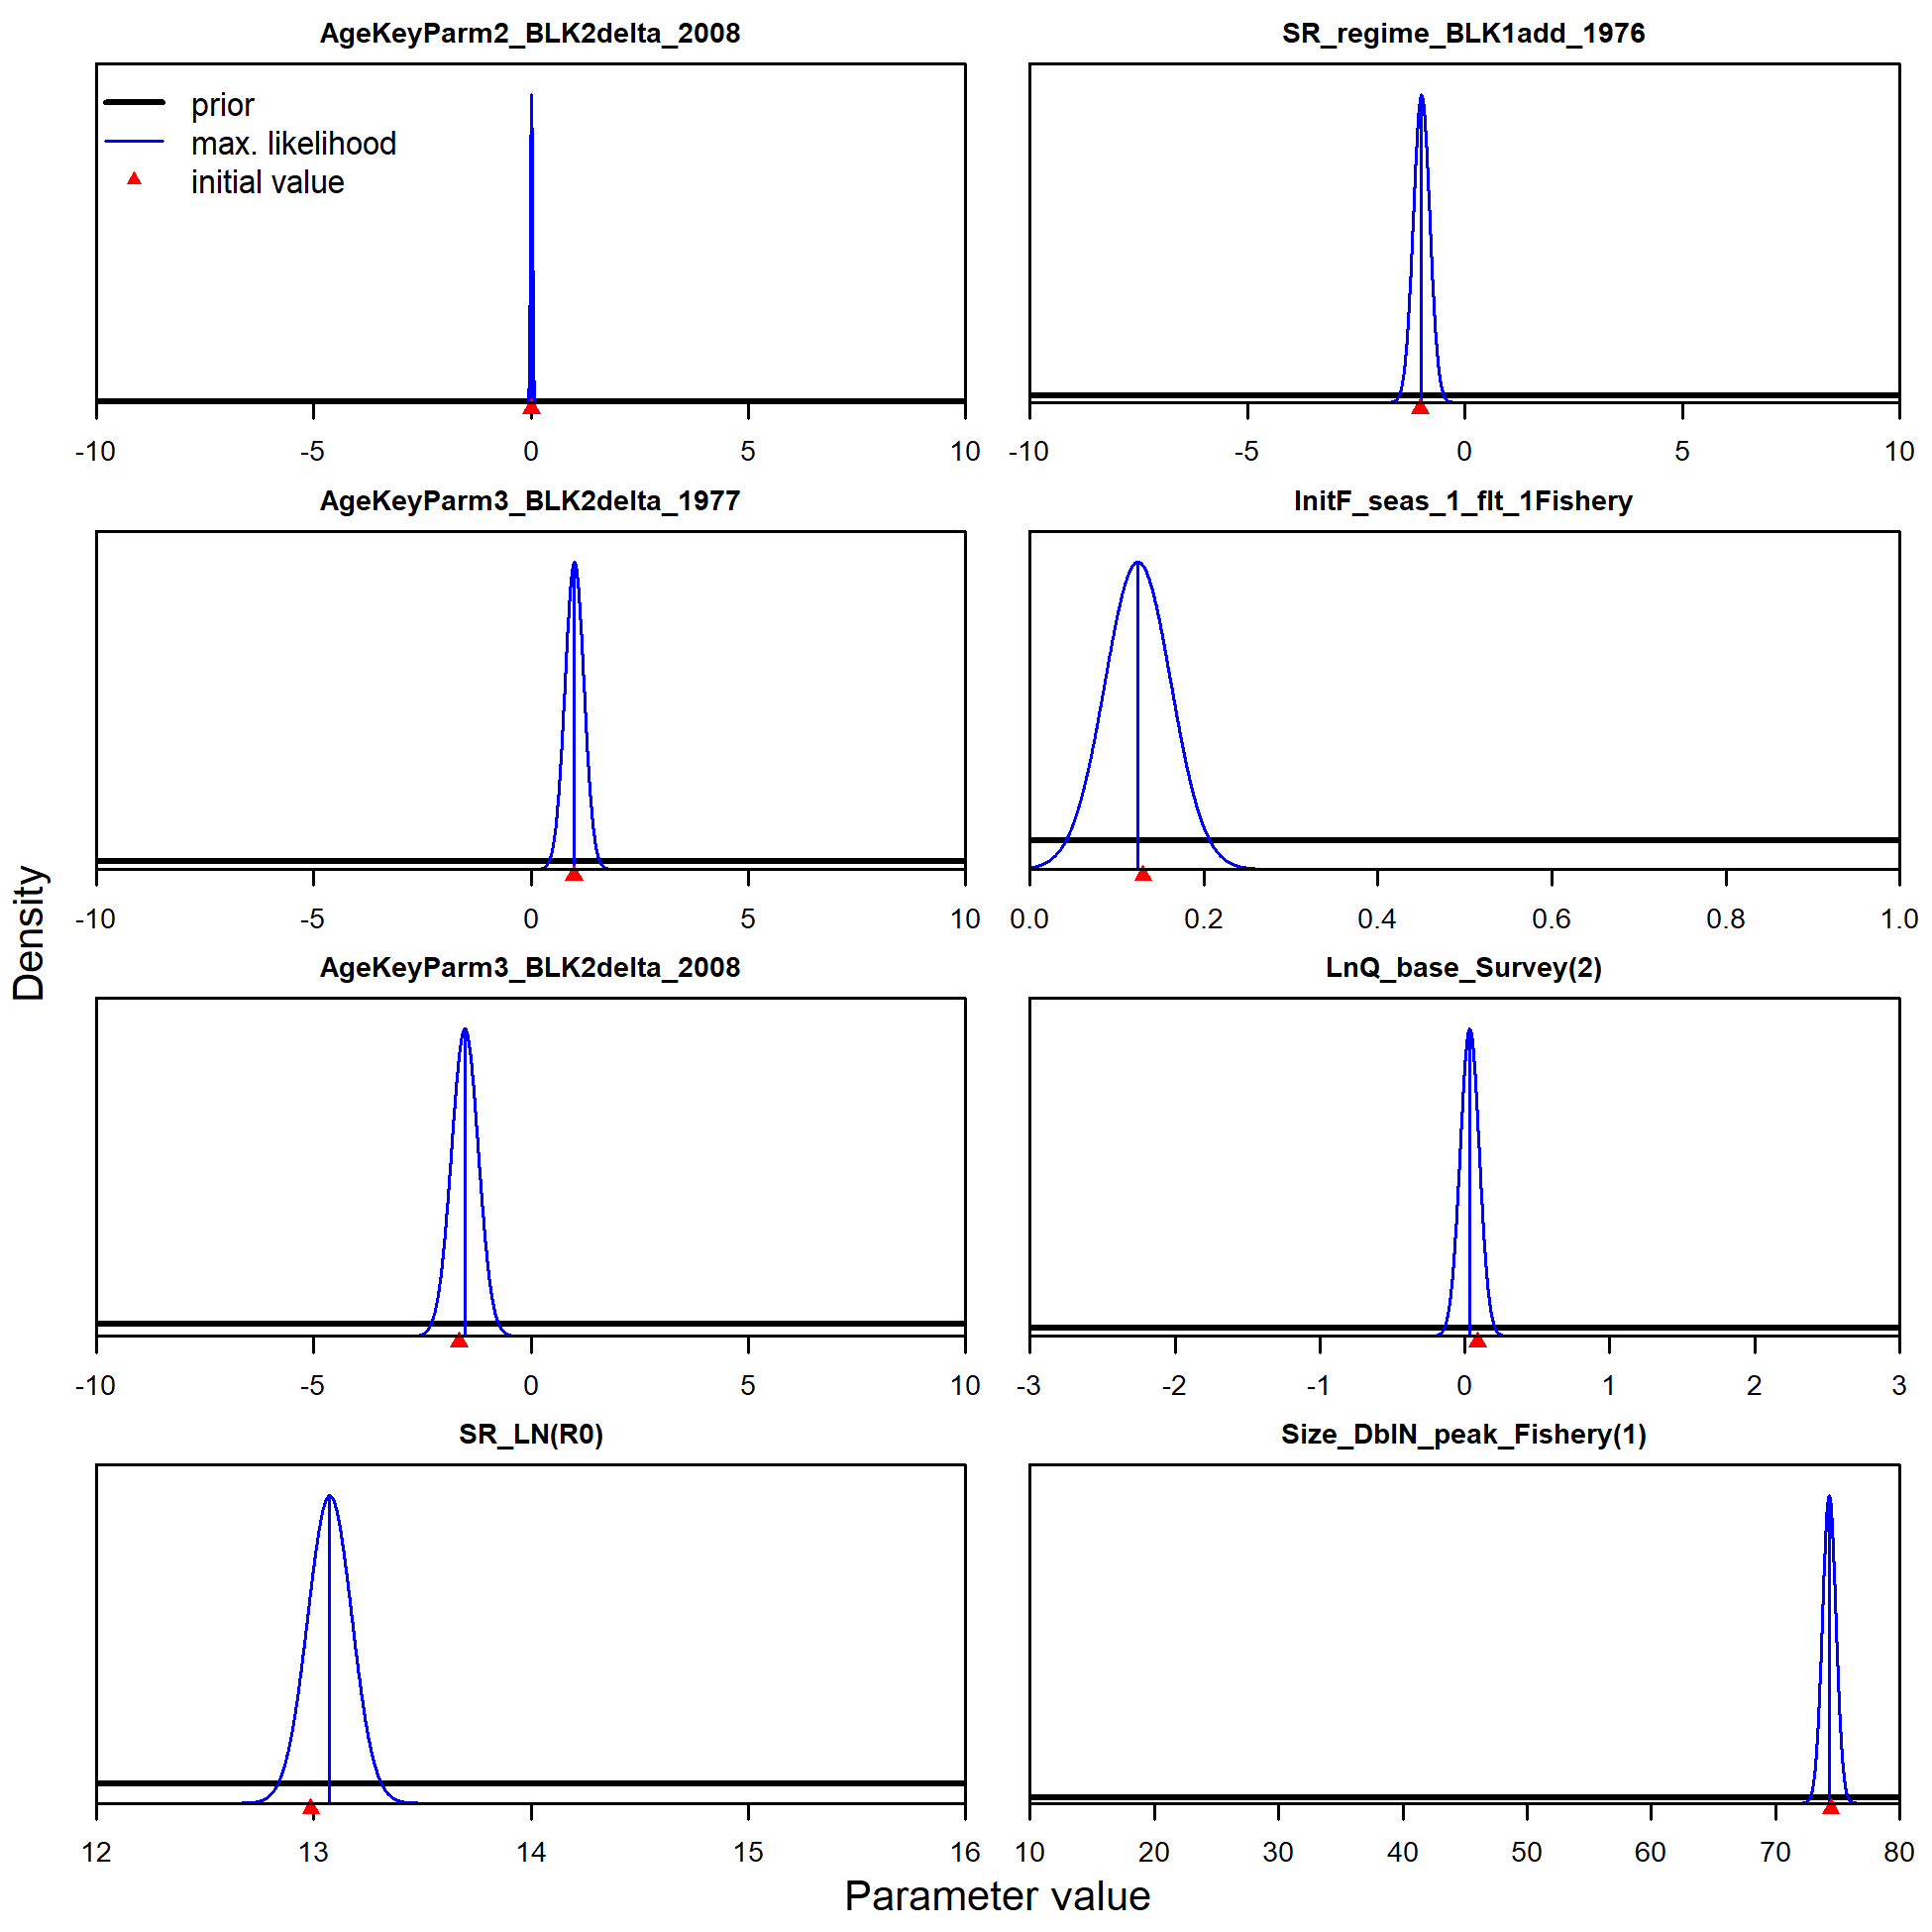 AgeKeyParm2_BLK2delta_2008
prior
max. likelihood
initial value
-10 -5 0 5 10
SR_regime_BLK1add_1976
-10 -5 0 5 10
AgeKeyParm3_BLK2delta_1977
-10 -5 0 5 10
InitF_seas_1_flt_1Fishery
0.0 0.2 0.4 0.6 0.8 1.0
AgeKeyParm3_BLK2delta_2008
-10 -5 0 5 10
LnQ_base_Survey(2)
-3 -2 -1 0 1 2 3
SR_LN(R0)
12 13 14 15 16
Size_DblN_peak_Fishery(1)
10 20 30 40 50 60 70 80
Density
Parameter value